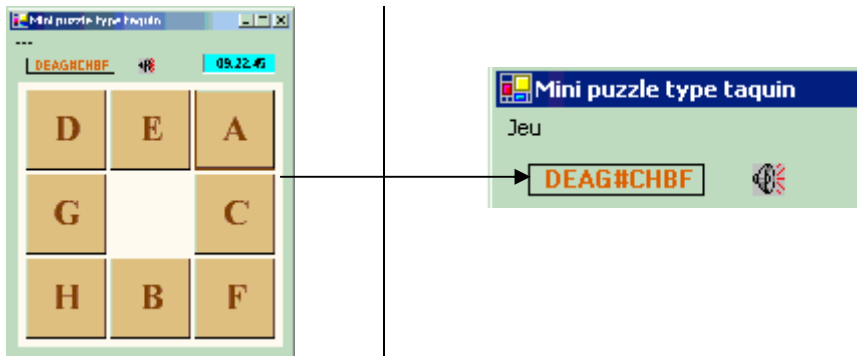 Mini puzzle type taquin
---
DEAG#CHBF 09:22:45
D E A
G C
H B F
Mini puzzle type taquin
Jeu
DEAG#CHBF